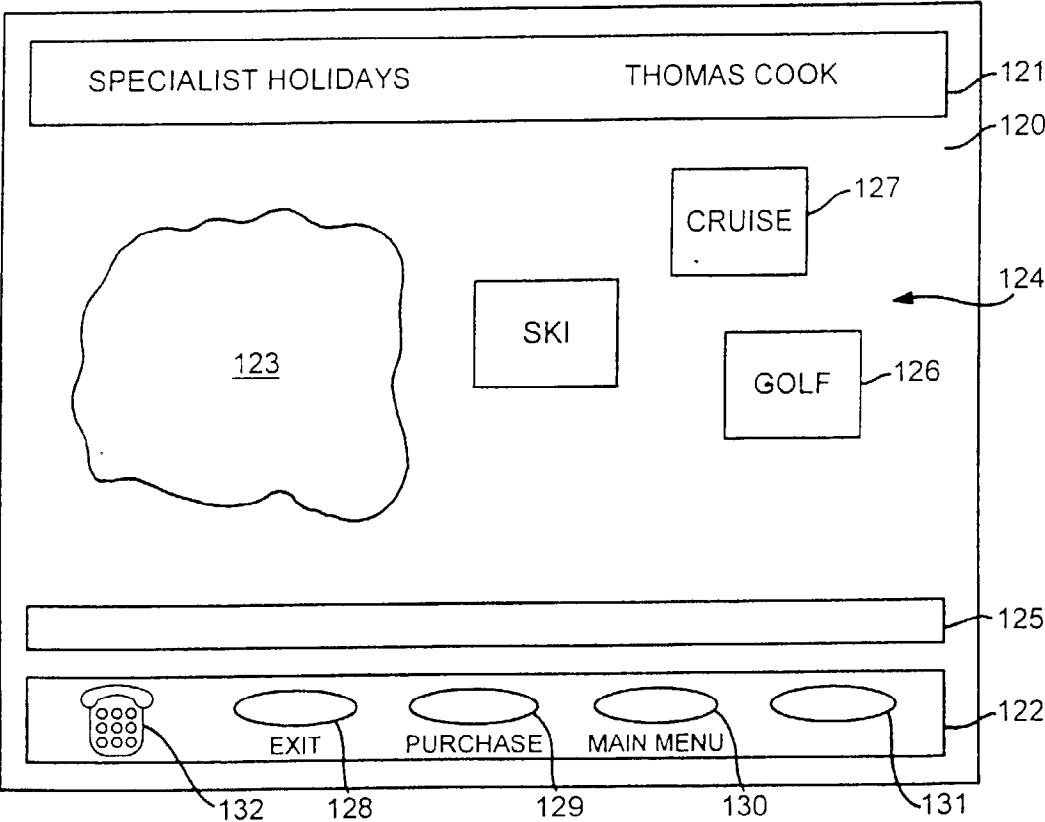 SPECIALIST HOLIDAYS THOMAS COOK
121
120
127
CRUISE
124
SKI
123
GOLF
126
125
122
EXIT PURCHASE MAIN MENU
132 128 129 130 131